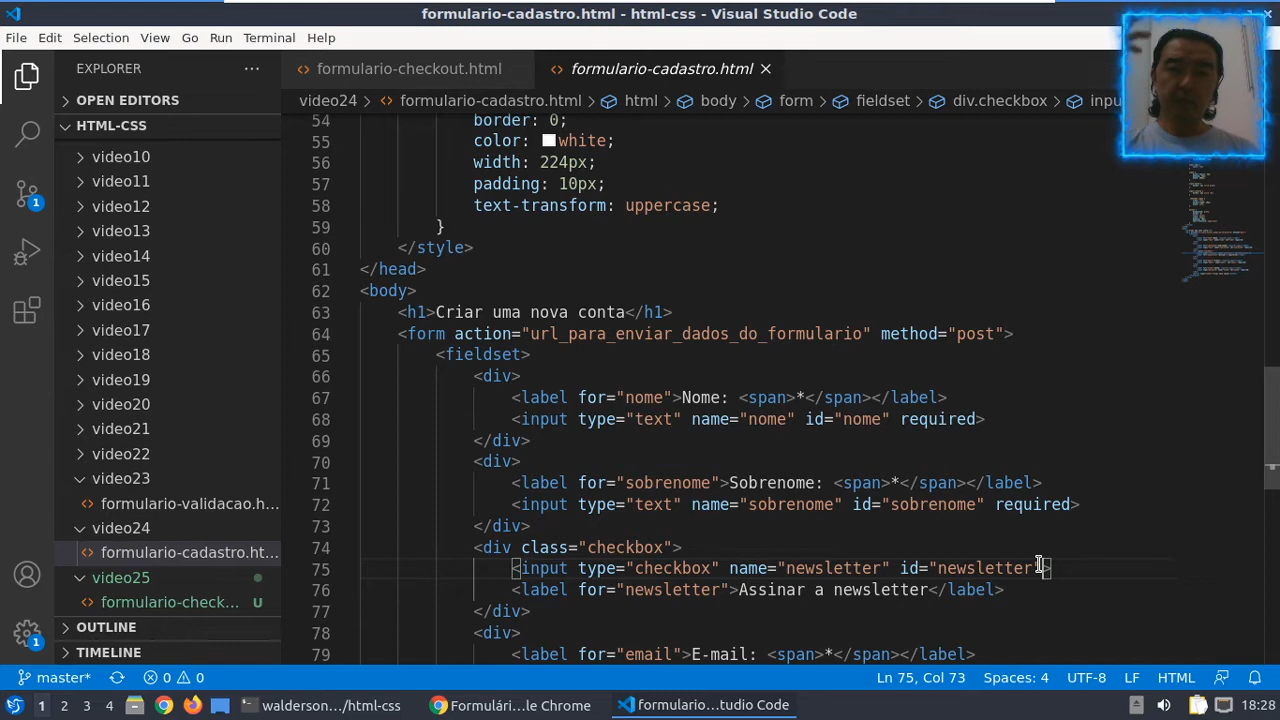 formulario-cadastro.html - html-css - Visual Studio Code
File Edit Selection View Go Run Terminal Help
EXPLORER ...
formulario-checkout.html formulario-cadastro.html
OPEN EDITORS
video24 > formulario-cadastro.html > html > body > form > fieldset > div.checkbox > inpu
HTML-CSS
video10
video11
video12
video13
video14
video15
video16
video17
video18
video19
video20
video21
video22
video23
formulario-validacao.h...
video24
formulario-cadastro.ht...
video25
formulario-check... U
OUTLINE
TIMELINE
1
1
54 border: 0;
55 color: white;
56 width: 224px;
57 padding: 10px;
58 text-transform: uppercase;
59 }
60 </style>
61 </head>
62 <body>
63 <h1>Criar uma nova conta</h1>
64 <form action="url_para_enviar_dados_do_formulario" method="post">
65 <fieldset>
66 <div>
67 <label for="nome">Nome: <span>*</span></label>
68 <input type="text" name="nome" id="nome" required>
69 </div>
70 <div>
71 <label for="sobrenome">Sobrenome: <span>*</span></label>
72 <input type="text" name="sobrenome" id="sobrenome" required>
73 </div>
74 <div class="checkbox">
75 <input type="checkbox" name="newsletter" id="newsletter">
76 <label for="newsletter">Assinar a newsletter</label>
77 </div>
78 <div>
79 <label for="email">E-mail: <span>*</span></label>
master* 0 0 Ln 75, Col 73 Spaces: 4 UTF-8 LF HTML
1 2 3 4 walderson...:/html-css Formulári...le Chrome formulario...tudio Code 18:28